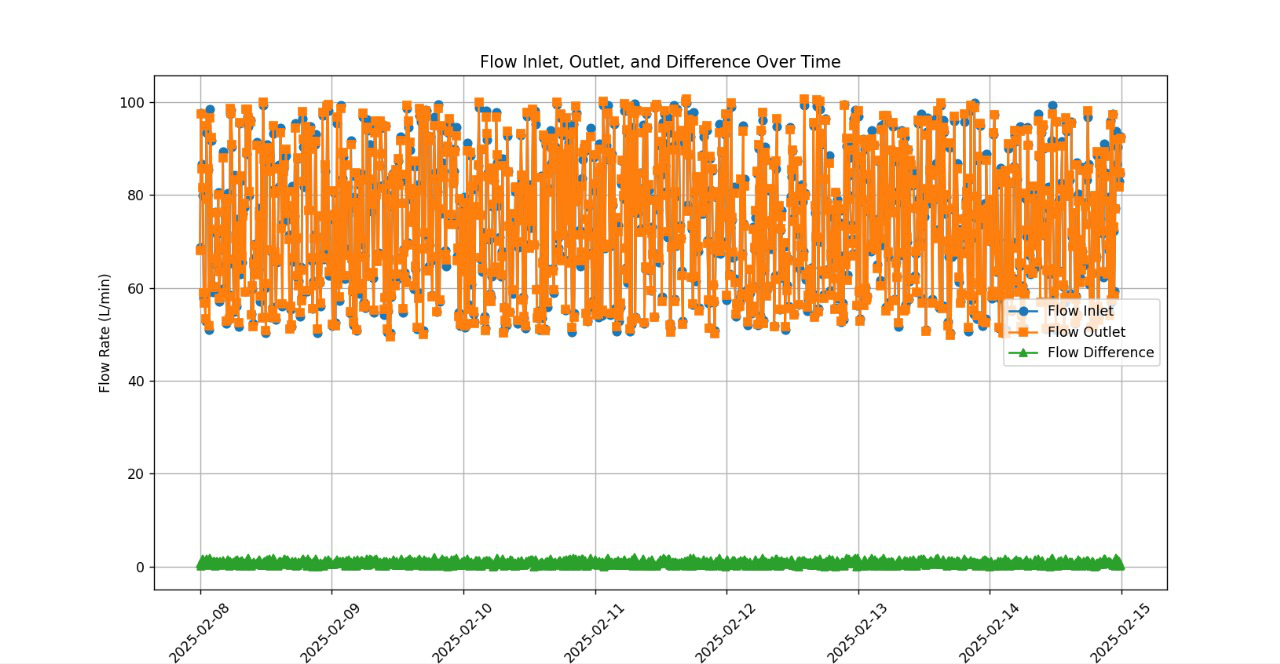 Flow Inlet, Outlet, and Difference Over Time
Flow Rate (L/min)
100
80
60
40
20
0
Flow Inlet
Flow Outlet
Flow Difference
2025-02-08
2025-02-09
2025-02-10
2025-02-11
2025-02-12
2025-02-13
2025-02-14
2025-02-15